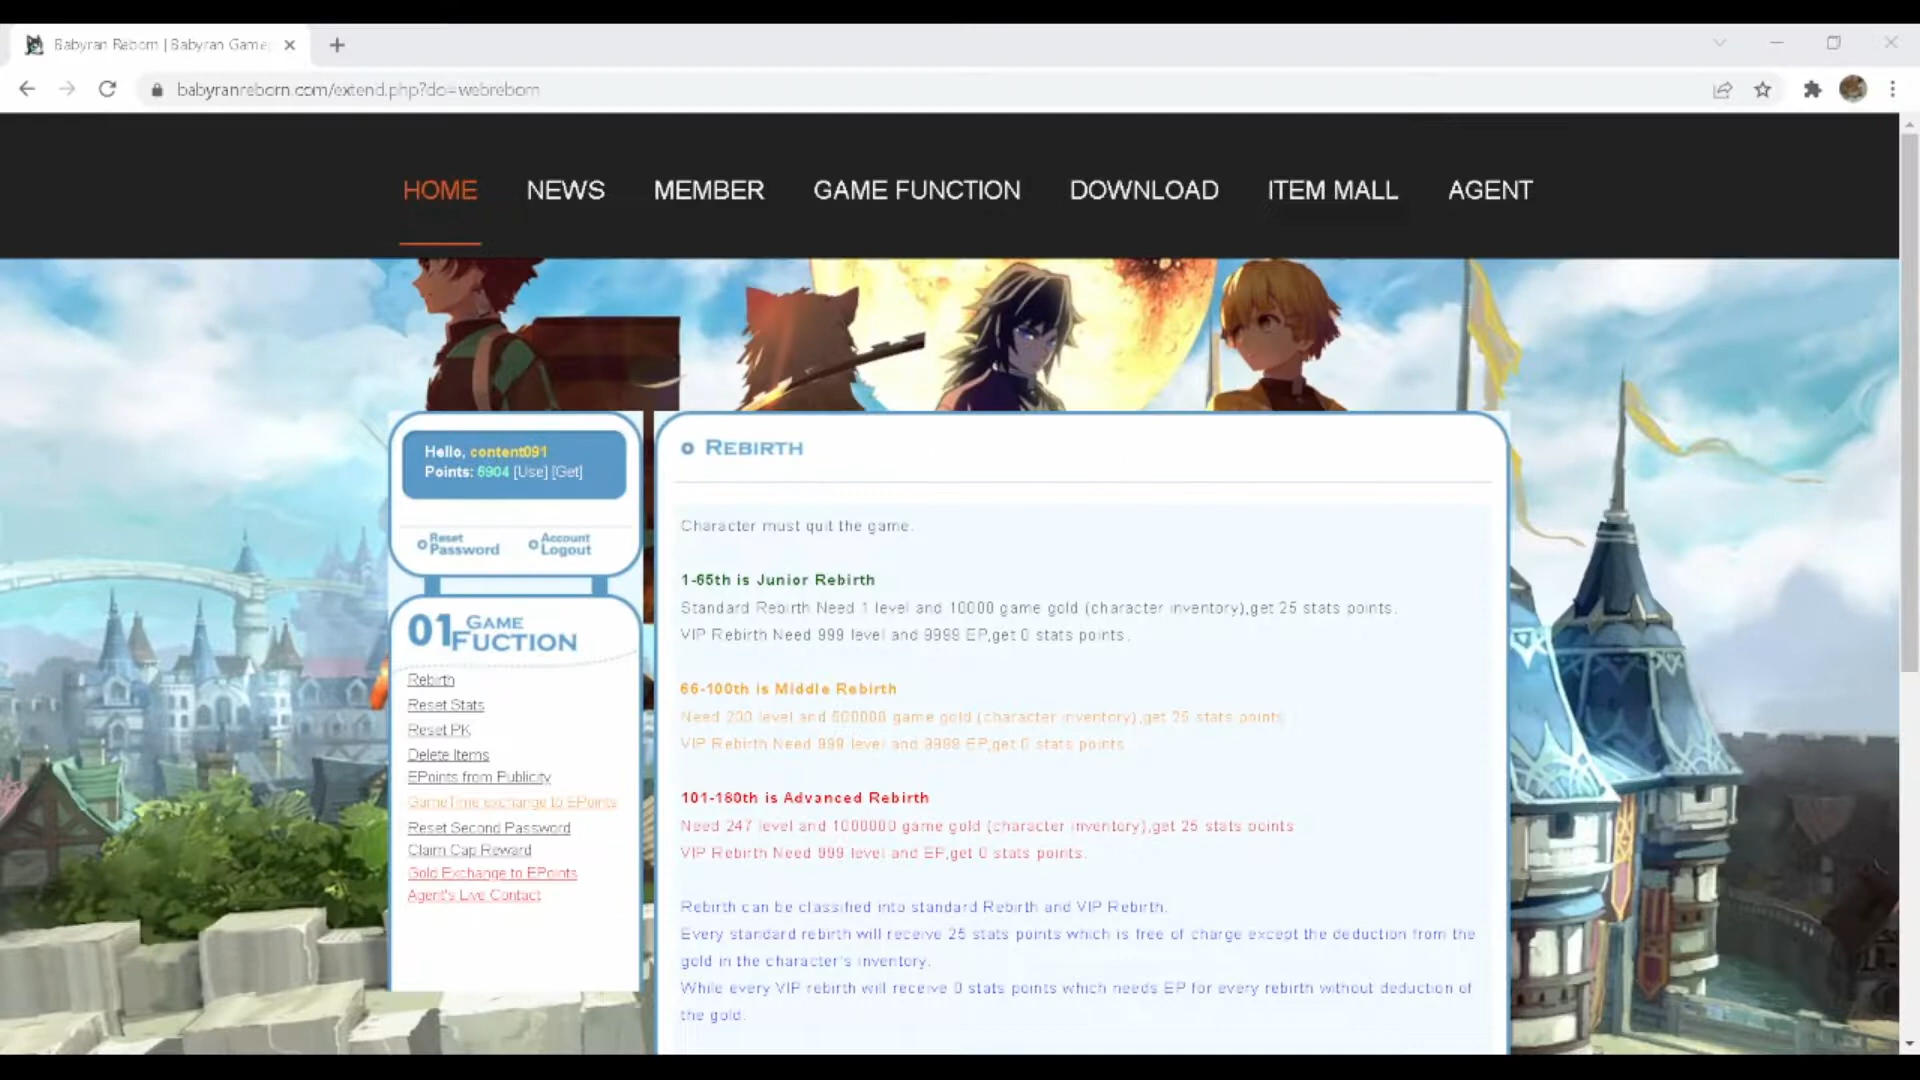 Babyran Reborn | Babyran Game
babyranreborn.com/extend.php?do=webreborn
HOME NEWS MEMBER GAME FUNCTION DOWNLOAD ITEM MALL AGENT
Hello, content091
Points: 6904 [Use] [Get]
Reset Password
Account Logout
01 GAME FUCTION
Rebirth
Reset Stats
Reset PK
Delete Items
EPoints from Publicity
GameTime exchange to EPoints
Reset Second Password
Claim Cap Reward
Gold Exchange to EPoints
Agent's Live Contact
REBIRTH
Character must quit the game.
1-65th is Junior Rebirth
Standard Rebirth Need 1 level and 10000 game gold (character inventory),get 25 stats points.
VIP Rebirth Need 999 level and 9999 EP,get 0 stats points.
66-100th is Middle Rebirth
Need 200 level and 500000 game gold (character inventory),get 25 stats points
VIP Rebirth Need 999 level and 9999 EP,get 0 stats points
101-180th is Advanced Rebirth
Need 247 level and 1000000 game gold (character inventory),get 25 stats points
VIP Rebirth Need 999 level and EP,get 0 stats points.
Rebirth can be classified into standard Rebirth and VIP Rebirth.
Every standard rebirth will receive 25 stats points which is free of charge except the deduction from the
gold in the character's inventory.
While every VIP rebirth will receive 0 stats points which needs EP for every rebirth without deduction of
the gold.